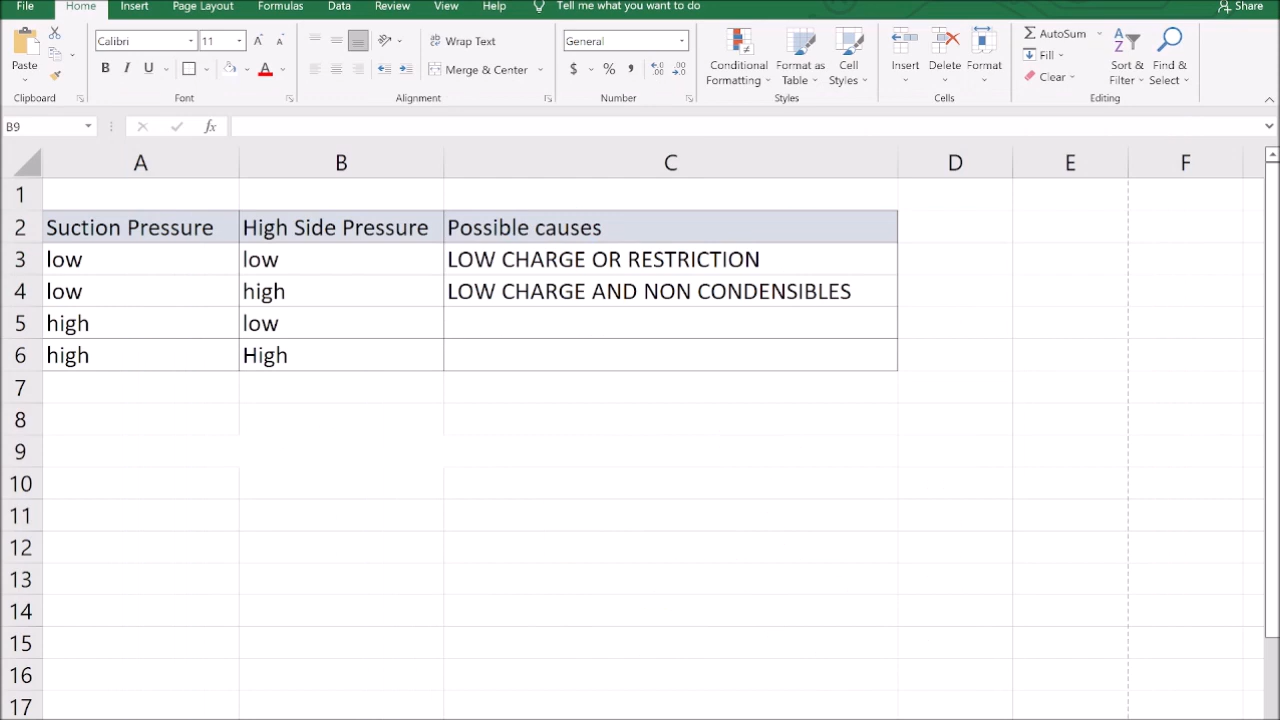 File Home Insert Page Layout Formulas Data Review View Help Tell me what you want to do Share
Calibri 11 Wrap Text General AutoSum
Paste B I U Merge & Center $ % , Conditional Formatting Format as Table Cell Styles Insert Delete Format Fill Clear Sort & Filter Find & Select
Clipboard Font Alignment Number Styles Cells Editing
B9 fx
A B C D E F
1
2 Suction Pressure High Side Pressure Possible causes
3 low low LOW CHARGE OR RESTRICTION
4 low high LOW CHARGE AND NON CONDENSIBLES
5 high low
6 high High
7
8
9
10
11
12
13
14
15
16
17